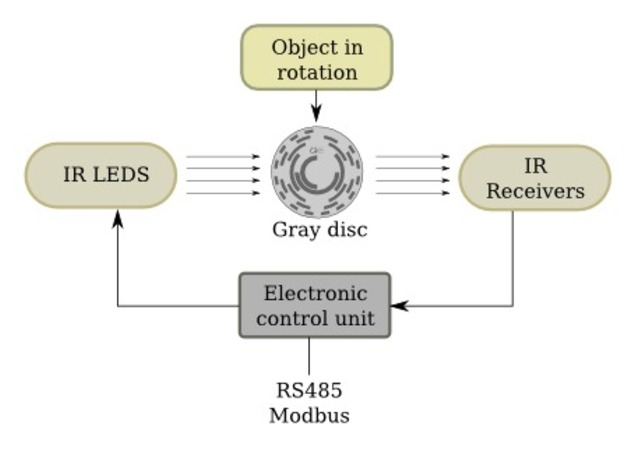 Object in
rotation
IR LEDS
IR
Receivers
Gray disc
Electronic
control unit
RS485
Modbus